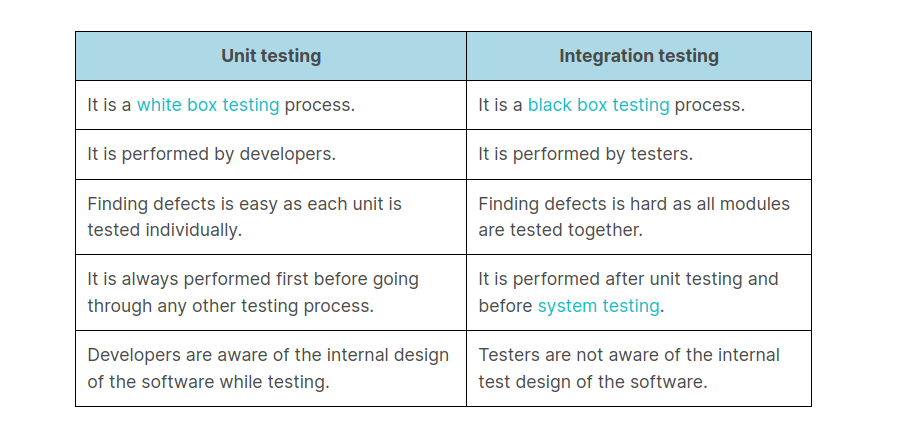 Unit testing
Integration testing
It is a white box testing process.
It is a black box testing process.
It is performed by developers.
It is performed by testers.
Finding defects is easy as each unit is
tested individually.
Finding defects is hard as all modules
are tested together.
It is always performed first before going
through any other testing process.
It is performed after unit testing and
before system testing.
Developers are aware of the internal design
of the software while testing.
Testers are not aware of the internal
test design of the software.